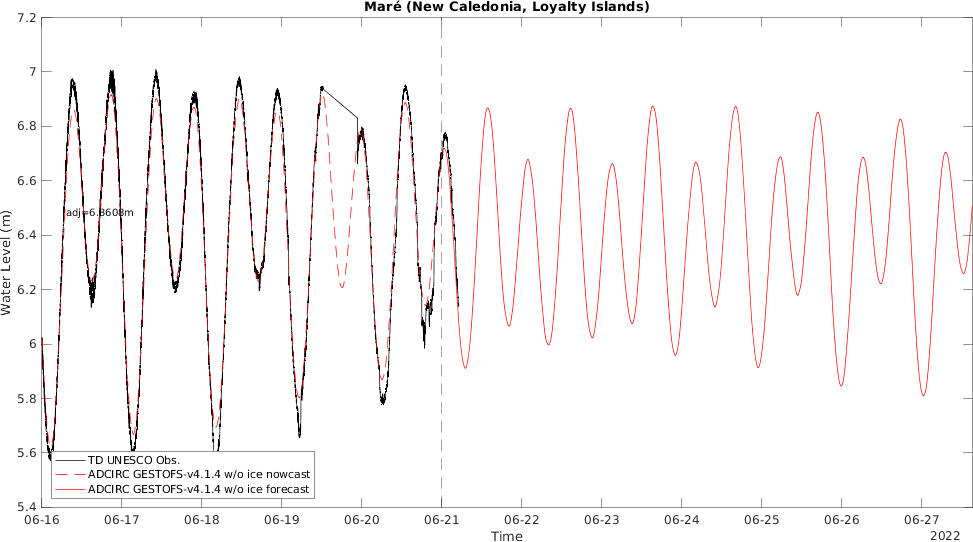 Maré (New Caledonia, Loyalty Islands)
7.2
7
6.8
6.6
6.4
6.2
6
5.8
5.6
5.4
Water Level (m)
adj=6.3603m
TD UNESCO Obs.
ADCIRC GESTOFS-v4.1.4 w/o ice nowcast
ADCIRC GESTOFS-v4.1.4 w/o ice forecast
06-16 06-17 06-18 06-19 06-20 06-21 06-22 06-23 06-24 06-25 06-26 06-27
Time
2022